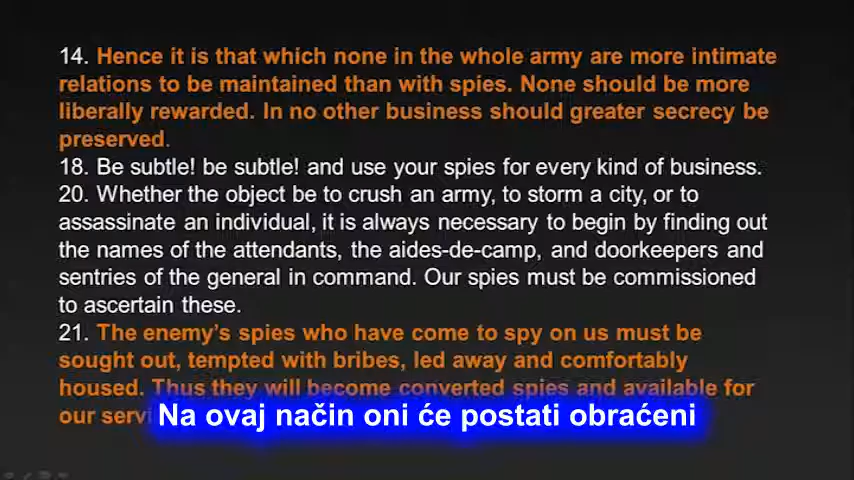 14. Hence it is that which none in the whole army are more intimate
relations to be maintained than with spies. None should be more
liberally rewarded. In no other business should greater secrecy be
preserved.
18. Be subtle! be subtle! and use your spies for every kind of business.
20. Whether the object be to crush an army, to storm a city, or to
assassinate an individual, it is always necessary to begin by finding out
the names of the attendants, the aides-de-camp, and doorkeepers and
sentries of the general in command. Our spies must be commissioned
to ascertain these.
21. The enemy’s spies who have come to spy on us must be
sought out, tempted with bribes, led away and comfortably
housed. Thus they will become converted spies and available for
our
Na ovaj način oni će postati obraćeni